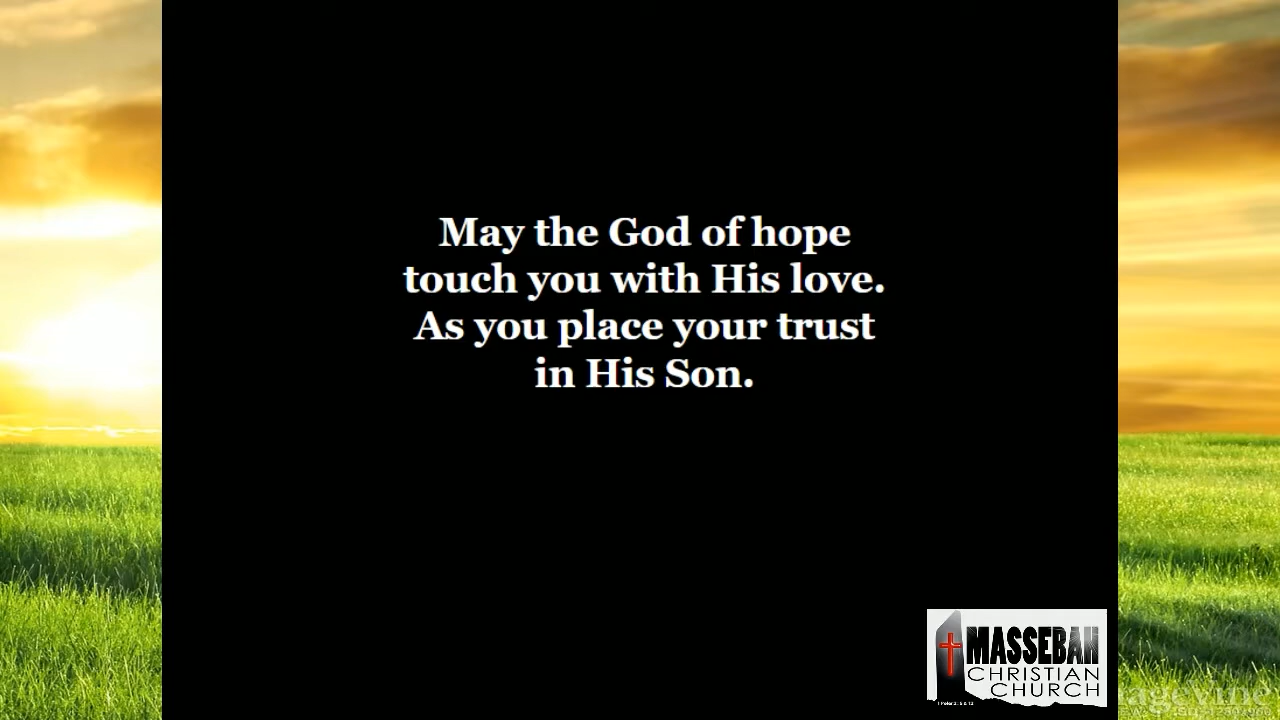 May the God of hope
touch you with His love.
As you place your trust
in His Son.
MASSEBAH
CHRISTIAN
CHURCH